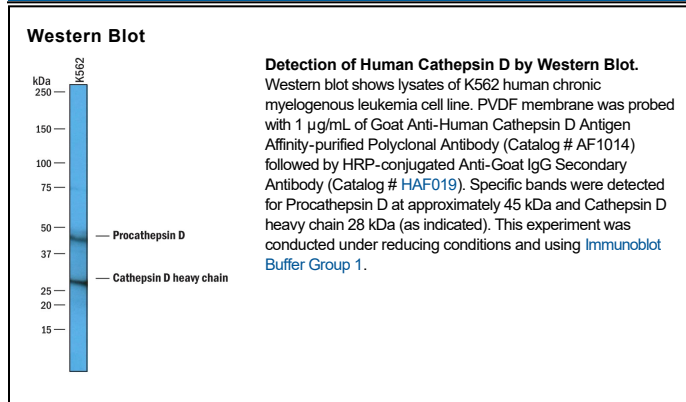 Western Blot
K562
kDa
250
150
100
75
50
37
25
20
15
Procathepsin D
Cathepsin D heavy chain
Detection of Human Cathepsin D by Western Blot.
Western blot shows lysates of K562 human chronic
myelogenous leukemia cell line. PVDF membrane was probed
with 1 µg/mL of Goat Anti-Human Cathepsin D Antigen
Affinity-purified Polyclonal Antibody (Catalog # AF1014)
followed by HRP-conjugated Anti-Goat IgG Secondary
Antibody (Catalog # HAF019). Specific bands were detected
for Procathepsin D at approximately 45 kDa and Cathepsin D
heavy chain 28 kDa (as indicated). This experiment was
conducted under reducing conditions and using Immunoblot
Buffer Group 1.